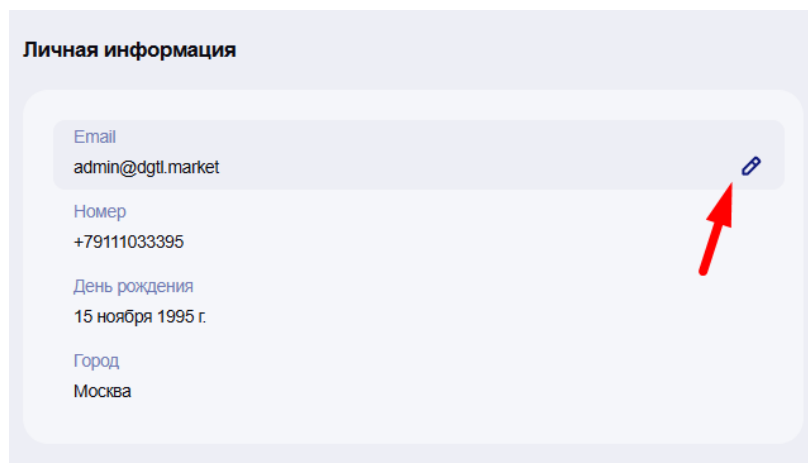 Личная информация
Email
admin@dgtl.market
Номер
+79111033395
День рождения
15 ноября 1995 г.
Город
Москва